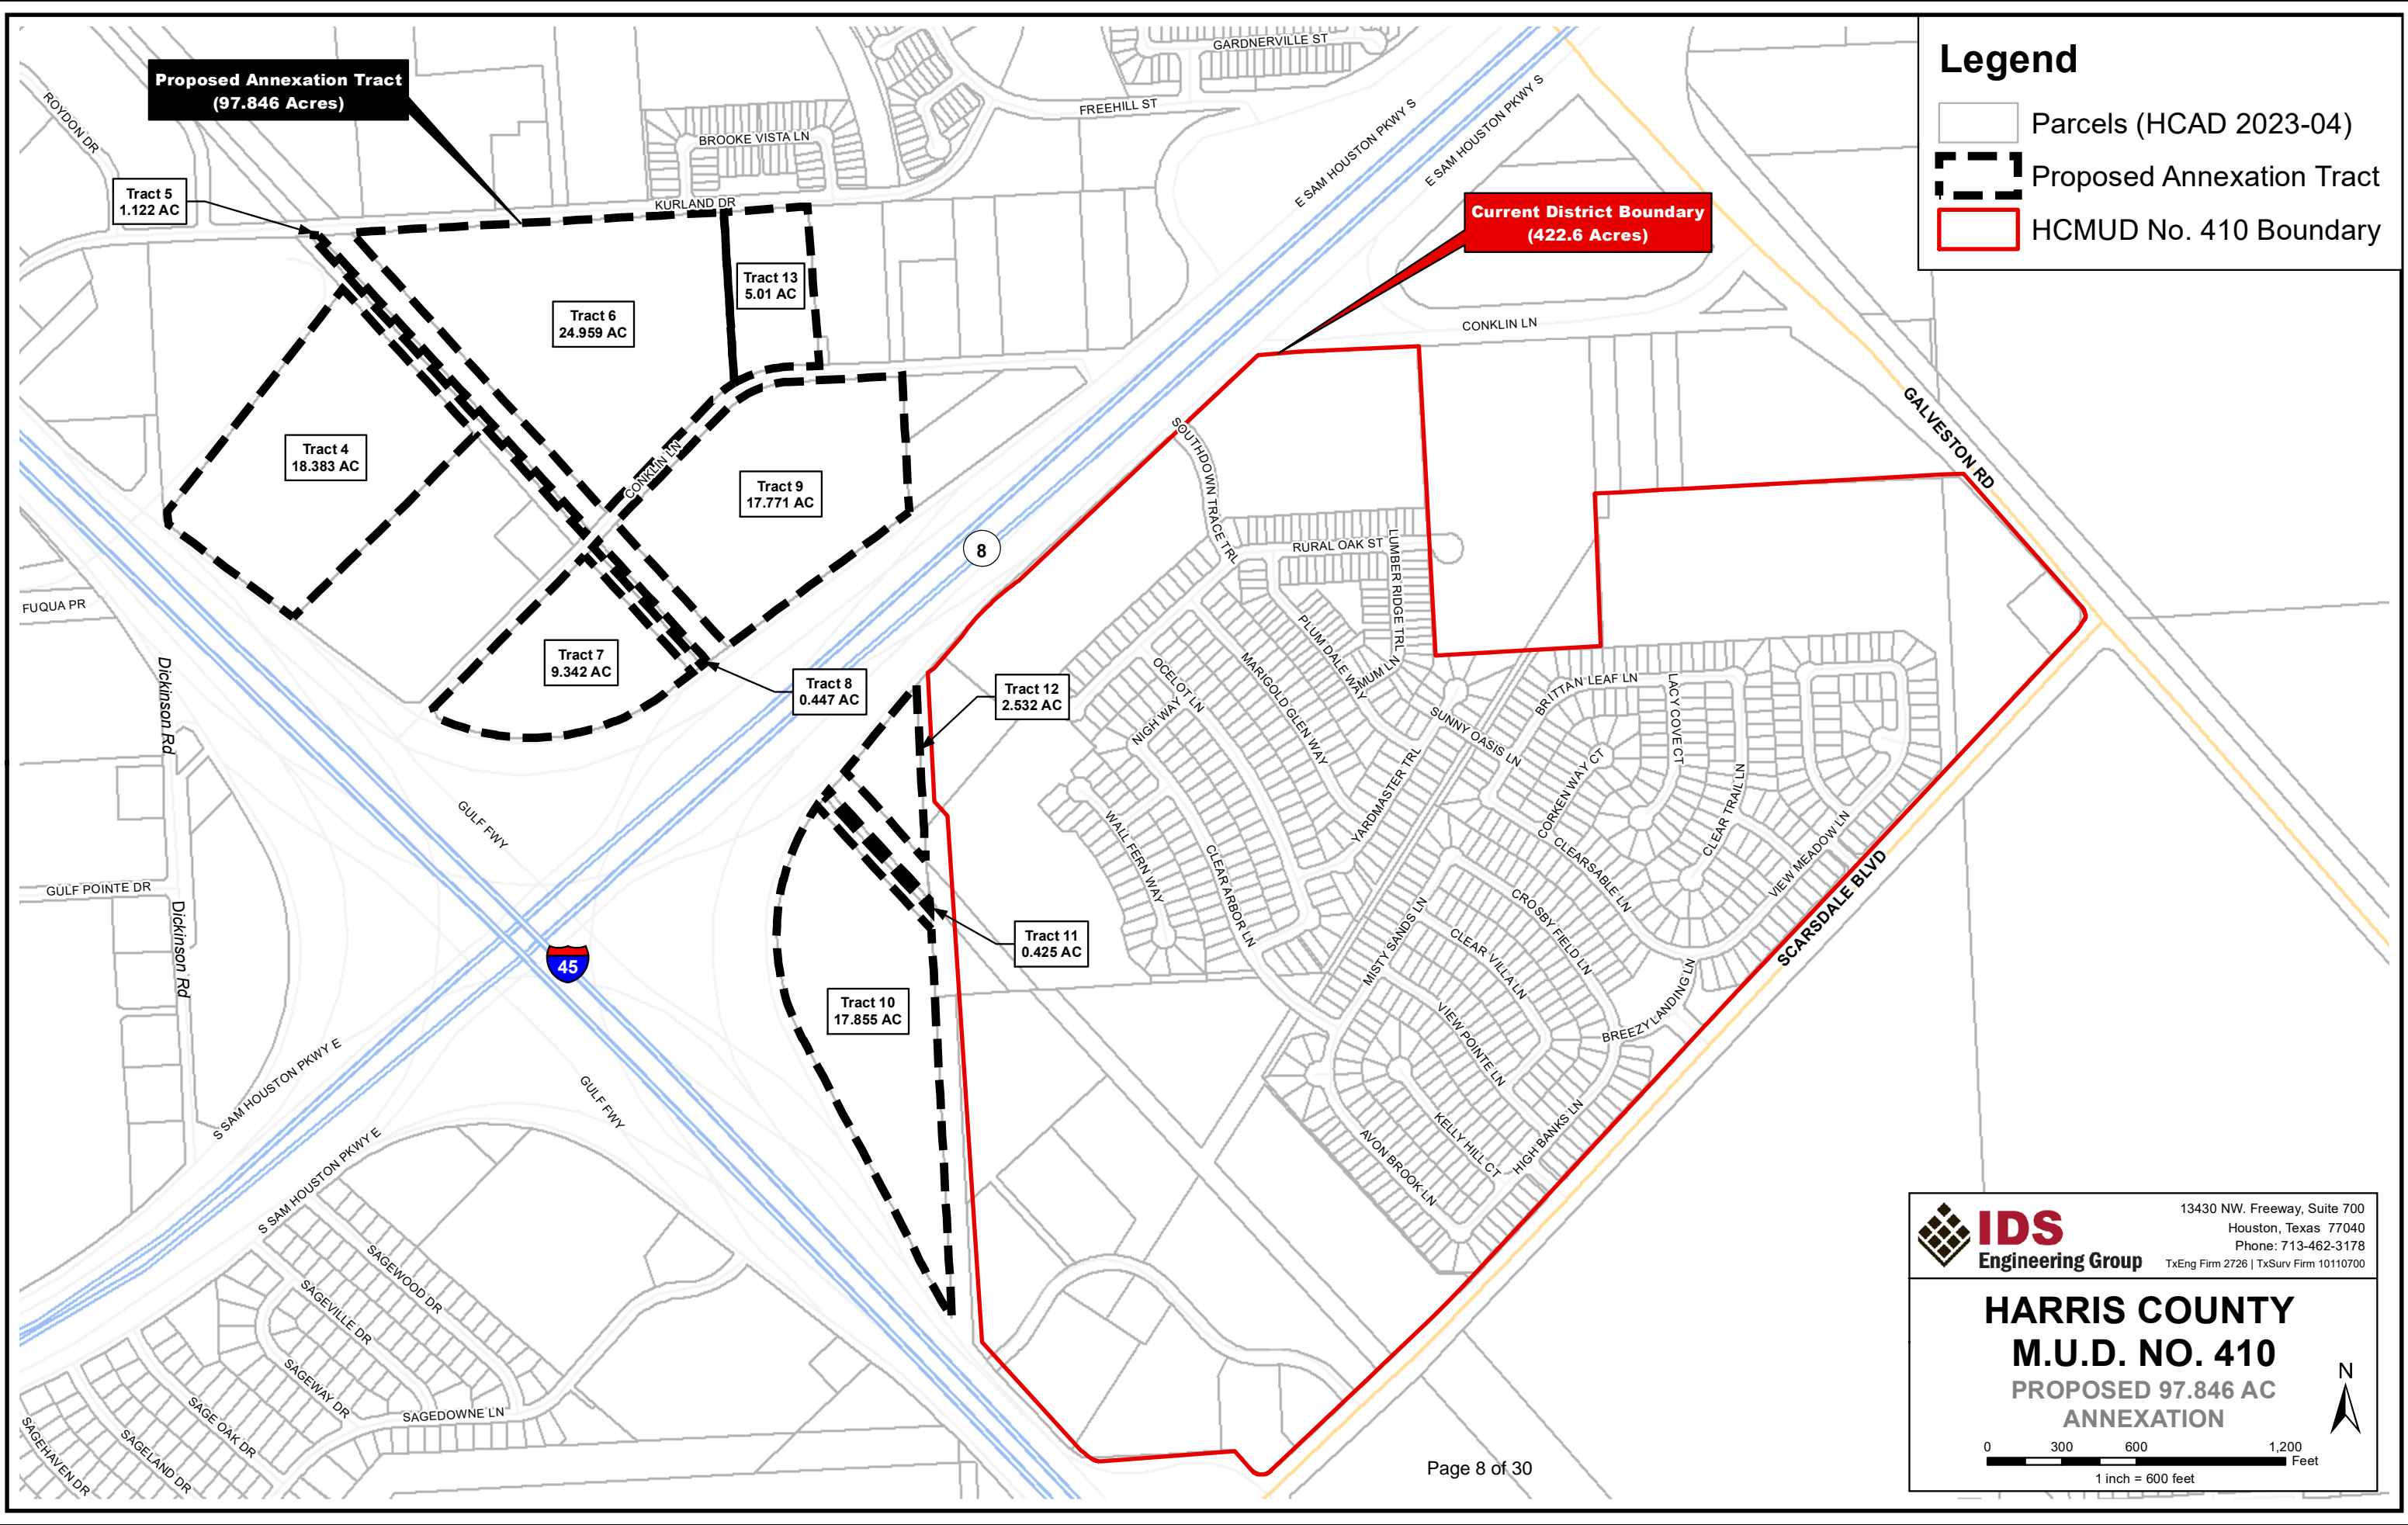 Legend
Parcels (HCAD 2023-04)
Proposed Annexation Tract
HCMUD No. 410 Boundary
Proposed Annexation Tract
(97.846 Acres)
Current District Boundary
(422.6 Acres)
GARDNERVILLE ST
FREEHILL ST
BROOKE VISTA LN
ROYDON DR
KURLAND DR
E SAM HOUSTON PKWY S
E SAM HOUSTON PKWY S
Tract 5
1.122 AC
Tract 13
5.01 AC
Tract 6
24.959 AC
CONKLIN LN
GALVESTON RD
Tract 4
18.383 AC
CONKLIN LN
Tract 9
17.771 AC
SOUTHDOWN TRACE TRL
8
RURAL OAK ST
LUMBER RIDGE TRL
FUQUA PR
Dickinson Rd
Tract 7
9.342 AC
Tract 8
0.447 AC
Tract 12
2.532 AC
PLUM DALE WAY
MUM LN
MARIGOLD GLEN WAY
OCELOT LN
NIGH WAY
SUNNY OASIS LN
BRITTAN LEAF LN
LACY COVE CT
CORKEN WAY CT
CLEAR TRAIL LN
YARDMASTER TRL
VIEW MEADOW LN
WALL FERN WAY
CLEAR ARBOR LN
CLEARSABLE LN
SCARSDALE BLVD
GULF FWY
GULF POINTE DR
Dickinson Rd
45
Tract 11
0.425 AC
Tract 10
17.855 AC
MISTY SANDS LN
CROSBY FIELD LN
CLEAR VILLA LN
VIEW POINTE LN
BREEZY LANDING LN
S SAM HOUSTON PKWY E
GULF FWY
S SAM HOUSTON PKWY E
KELLY HILL CT
HIGH BANKS LN
AVON BROOK LN
SAGEWOOD DR
SAGEVILLE DR
SAGEWAY DR
SAGEDOWNE LN
SAGE OAK DR
SAGELAND DR
SAGEHAVEN DR
Page 8 of 30
IDS
Engineering Group
13430 NW. Freeway, Suite 700
Houston, Texas 77040
Phone: 713-462-3178
TxEng Firm 2726 | TxSurv Firm 10110700
HARRIS COUNTY
M.U.D. NO. 410
PROPOSED 97.846 AC
ANNEXATION
N
0 300 600 1,200
Feet
1 inch = 600 feet